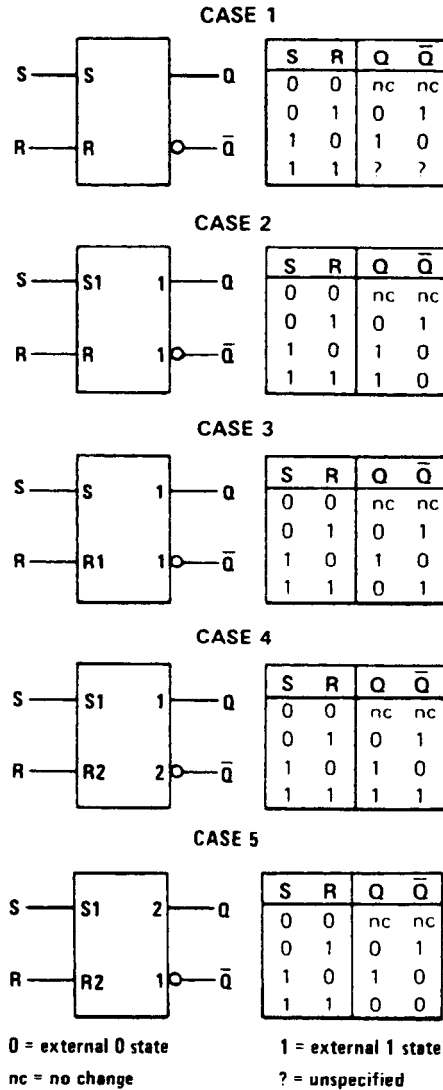 CASE 1
S R Q Q̅
S S Q 0 0 nc nc
0 1 0 1
R R Q̅ 1 0 1 0
1 1 ? ?
CASE 2
S R Q Q̅
S S1 1 Q 0 0 nc nc
0 1 0 1
R R 1 Q̅ 1 0 1 0
1 1 1 0
CASE 3
S R Q Q̅
S S 1 Q 0 0 nc nc
0 1 0 1
R R1 1 Q̅ 1 0 1 0
1 1 0 1
CASE 4
S R Q Q̅
S S1 1 Q 0 0 nc nc
0 1 0 1
R R2 2 Q̅ 1 0 1 0
1 1 1 1
CASE 5
S R Q Q̅
S S1 2 Q 0 0 nc nc
0 1 0 1
R R2 1 Q̅ 1 0 1 0
1 1 0 0
0 = external 0 state 1 = external 1 state
nc = no change ? = unspecified